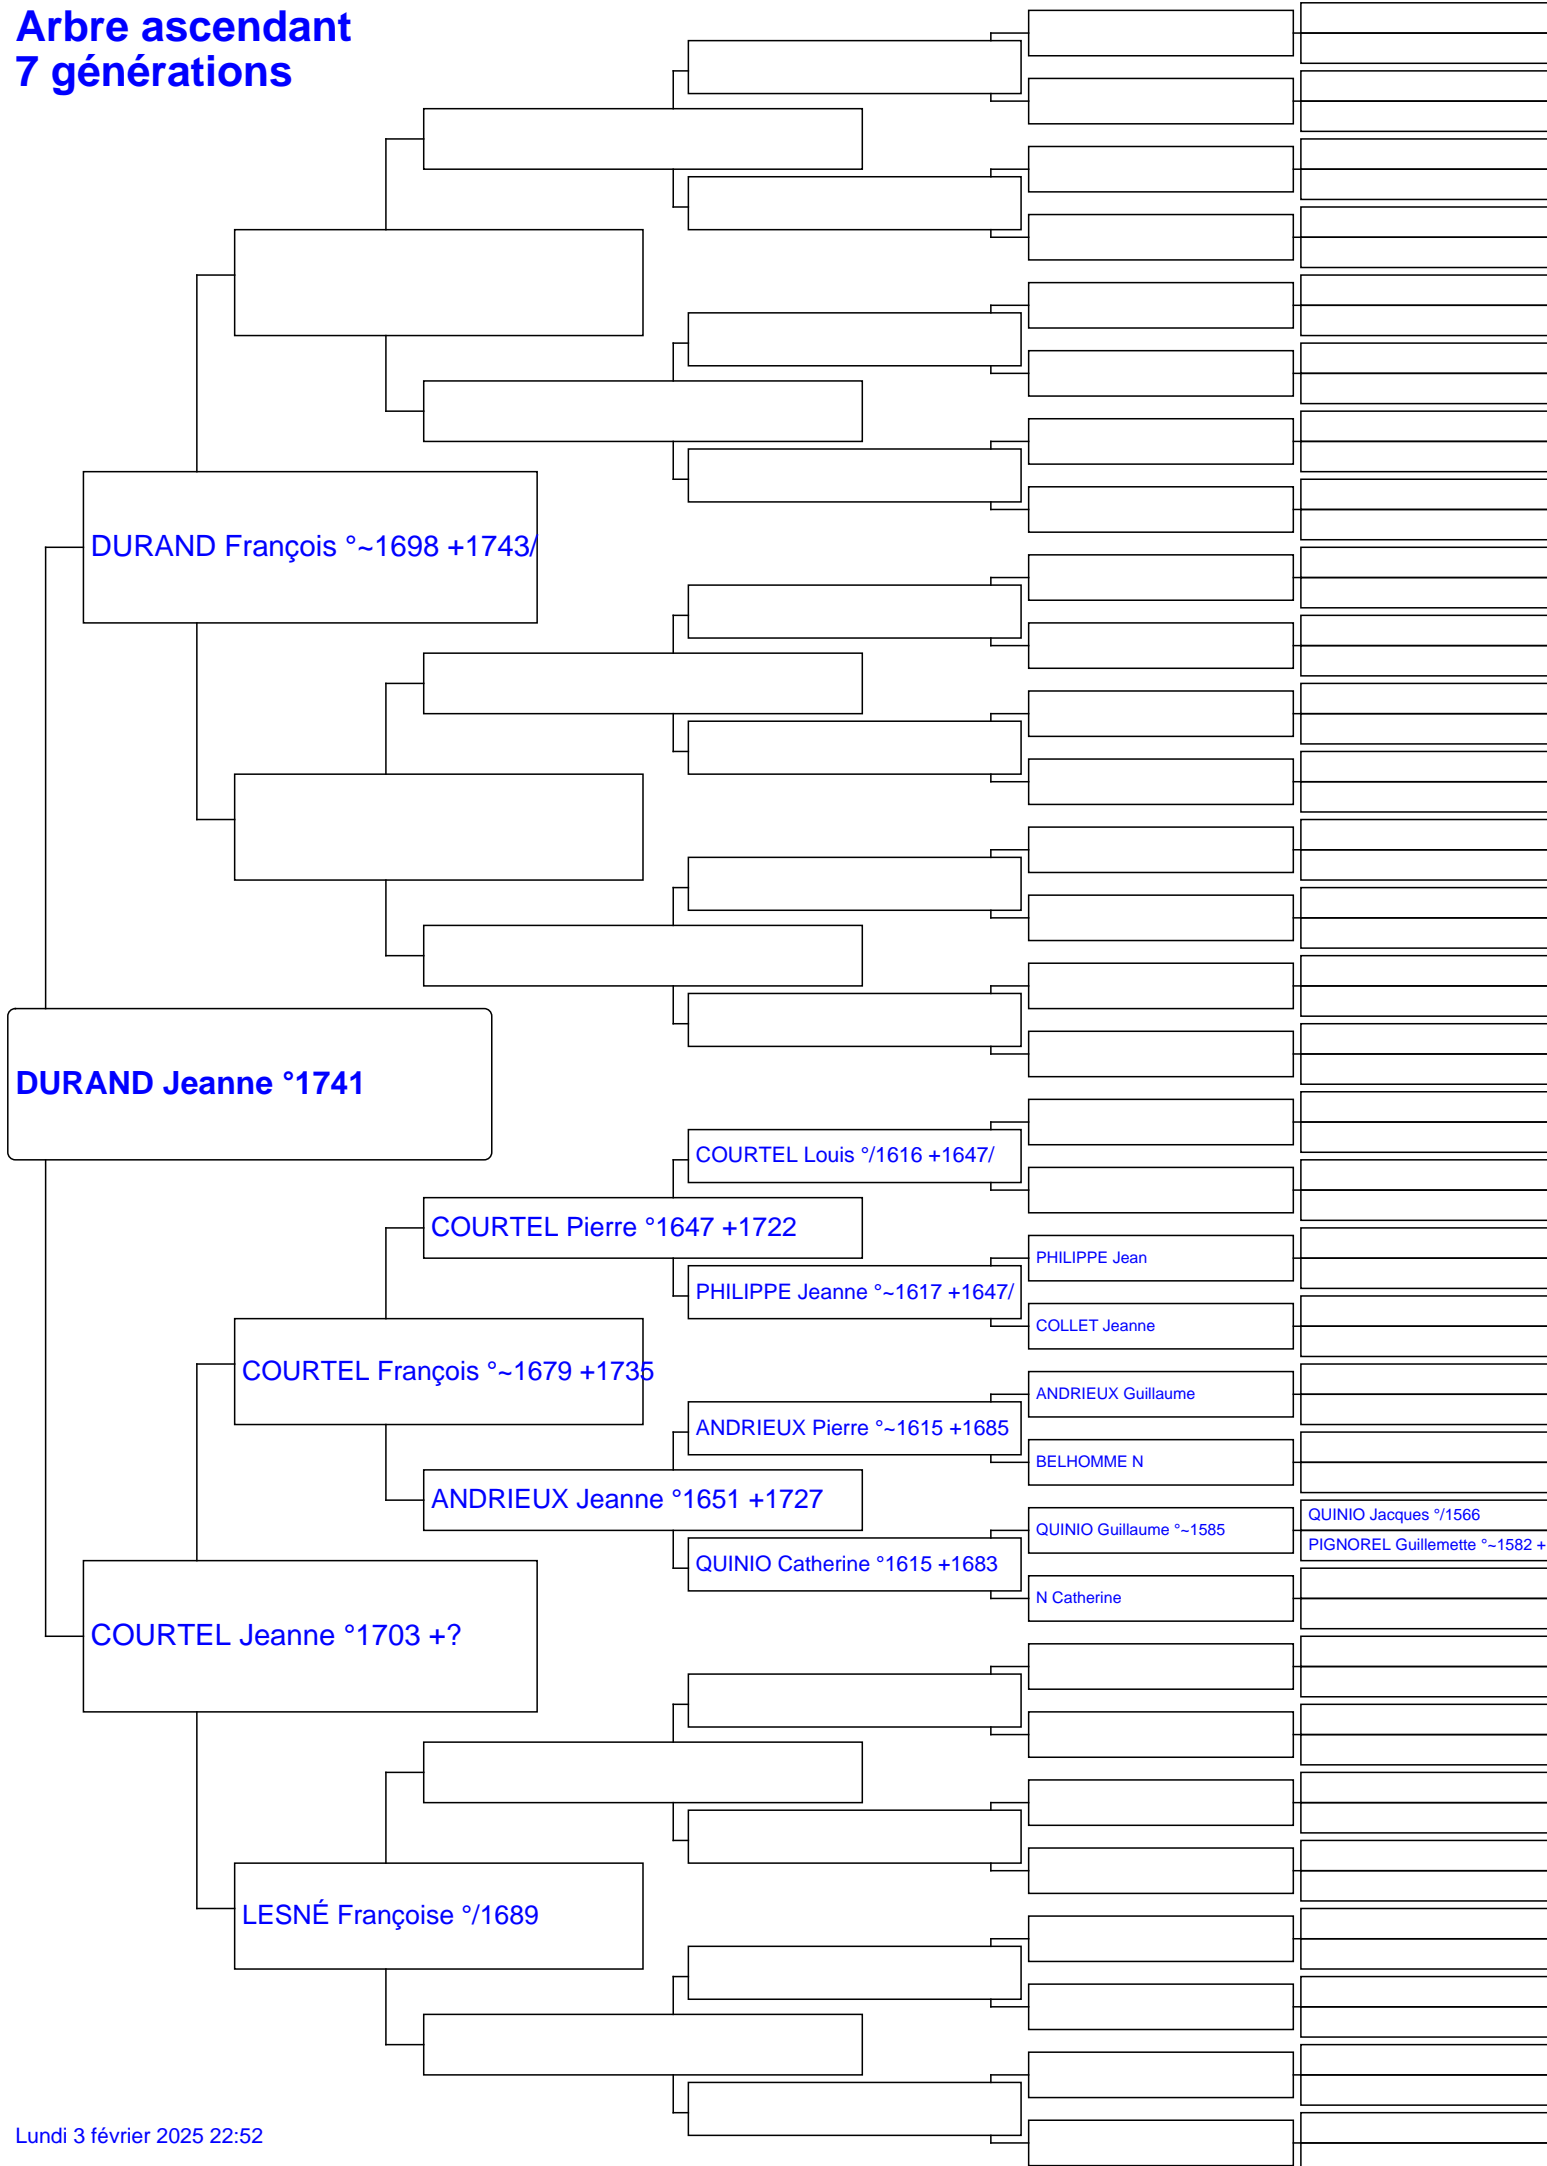 Arbre ascendant
7 générations
DURAND François °~1698 +1743/
DURAND Jeanne °1741
COURTEL Louis °/1616 +1647/
COURTEL Pierre °1647 +1722
PHILIPPE Jean
PHILIPPE Jeanne °~1617 +1647/
COLLET Jeanne
COURTEL François °~1679 +1735
ANDRIEUX Guillaume
ANDRIEUX Pierre °~1615 +1685
BELHOMME N
ANDRIEUX Jeanne °1651 +1727
QUINIO Jacques °/1566
QUINIO Guillaume °~1585
PIGNOREL Guillemette °~1582 +
QUINIO Catherine °1615 +1683
N Catherine
COURTEL Jeanne °1703 +?
LESNÉ Françoise °/1689
Lundi 3 février 2025 22:52